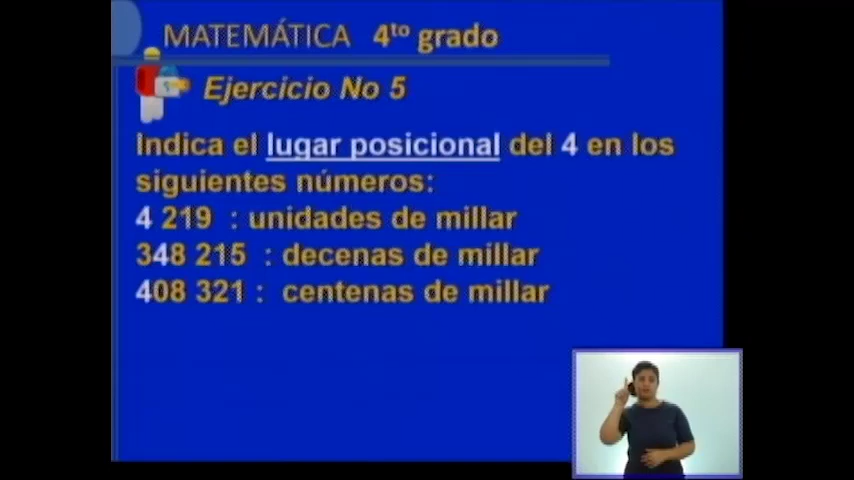 MATEMÁTICA 4to grado
Ejercicio No 5
Indica el lugar posicional del 4 en los
siguientes números:
4 219 : unidades de millar
348 215 : decenas de millar
408 321 : centenas de millar